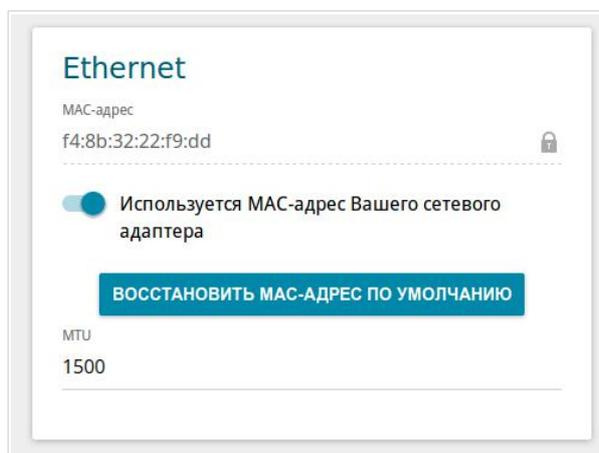 Ethernet
MAC-адрес
f4:8b:32:22:f9:dd
Используется MAC-адрес Вашего сетевого
адаптера
ВОССТАНОВИТЬ MAC-АДРЕС ПО УМОЛЧАНИЮ
MTU
1500